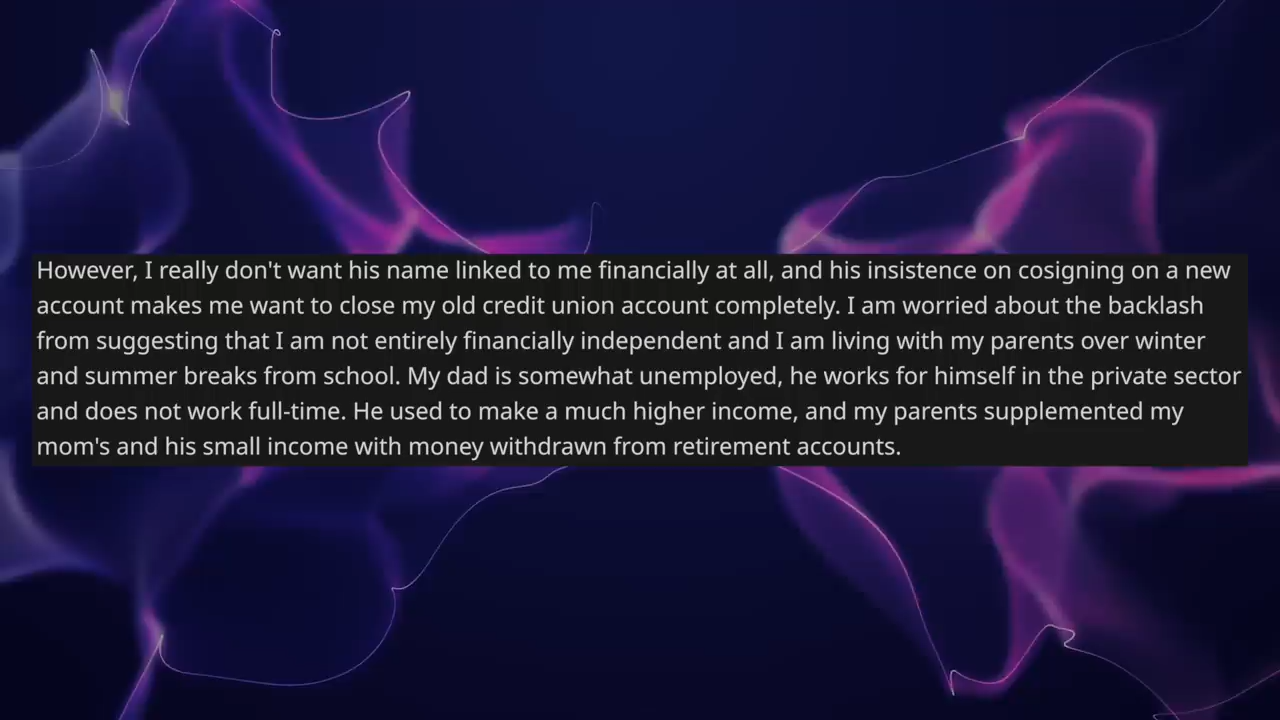 However, I really don't want his name linked to me financially at all, and his insistence on cosigning on a new
account makes me want to close my old credit union account completely. I am worried about the backlash
from suggesting that I am not entirely financially independent and I am living with my parents over winter
and summer breaks from school. My dad is somewhat unemployed, he works for himself in the private sector
and does not work full-time. He used to make a much higher income, and my parents supplemented my
mom's and his small income with money withdrawn from retirement accounts.